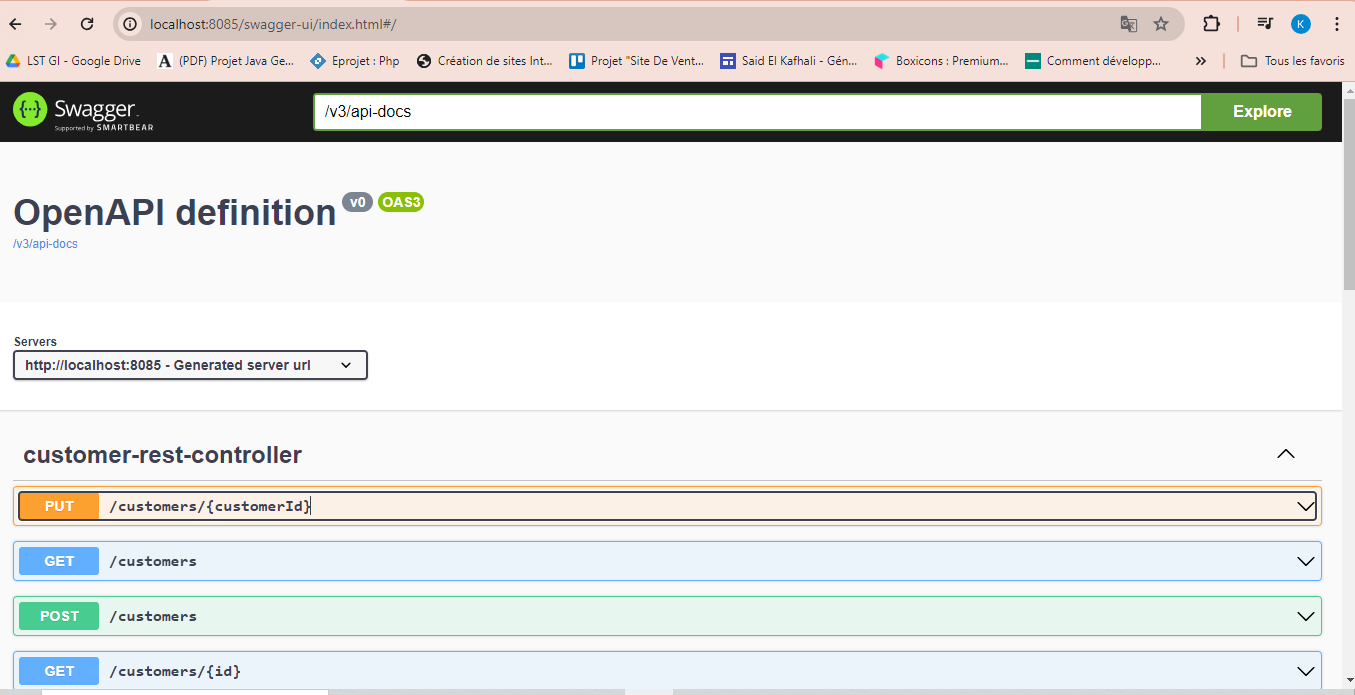 localhost:8085/swagger-ui/index.html#/
K
LST GI - Google Drive
A (PDF) Projet Java Ge...
Eprojet : Php
Création de sites Int...
Projet "Site De Vent...
Said El Kafhali - Gén...
Boxicons : Premium...
Comment développ...
»
Tous les favoris
{··} Swagger.
Supported by SMARTBEAR
/v3/api-docs
Explore
OpenAPI definition v0 OAS3
/v3/api-docs
Servers
http://localhost:8085 - Generated server url
customer-rest-controller
PUT /customers/{customerId}
GET /customers
POST /customers
GET /customers/{id}